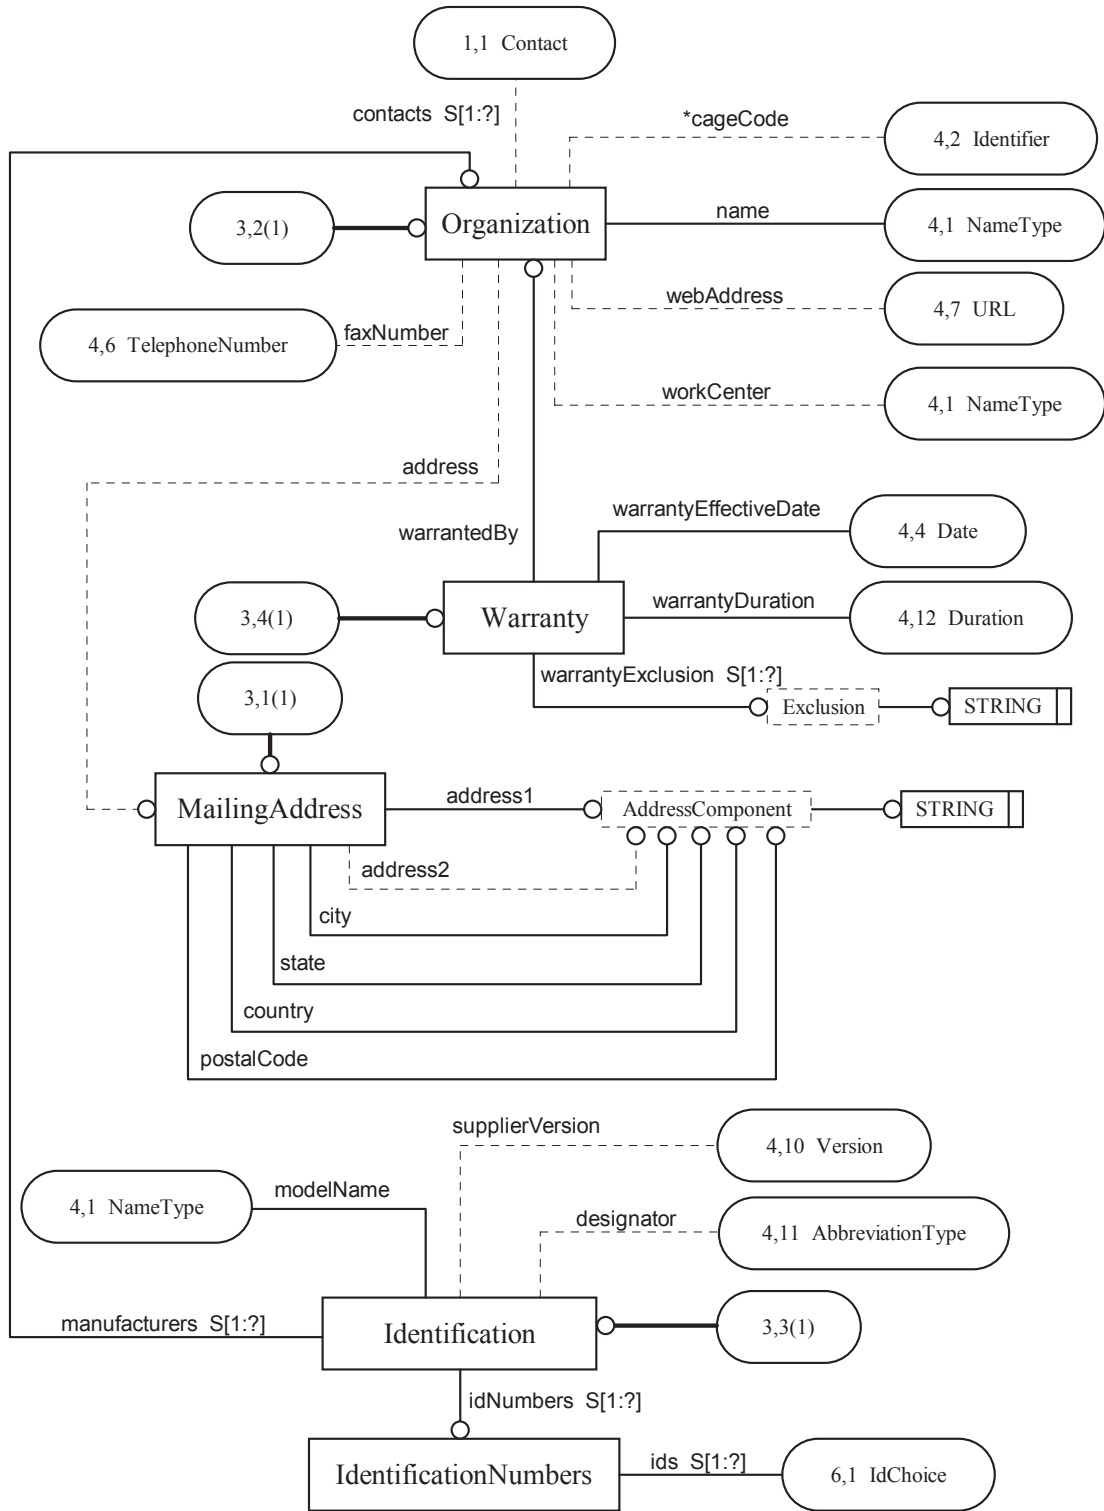 1,1 Contact
contacts S[1:?]
*cageCode
4,2 Identifier
3,2(1)
Organization
name
4,1 NameType
webAddress
4,7 URL
4,6 TelephoneNumber
faxNumber
workCenter
4,1 NameType
address
warrantedBy
warrantyEffectiveDate
4,4 Date
3,4(1)
Warranty
warrantyDuration
4,12 Duration
warrantyExclusion S[1:?]
Exclusion
STRING
3,1(1)
MailingAddress
address1
AddressComponent
STRING
address2
city
state
country
postalCode
supplierVersion
4,10 Version
4,1 NameType
modelName
designator
4,11 AbbreviationType
manufacturers S[1:?]
Identification
3,3(1)
idNumbers S[1:?]
IdentificationNumbers
ids S[1:?]
6,1 IdChoice